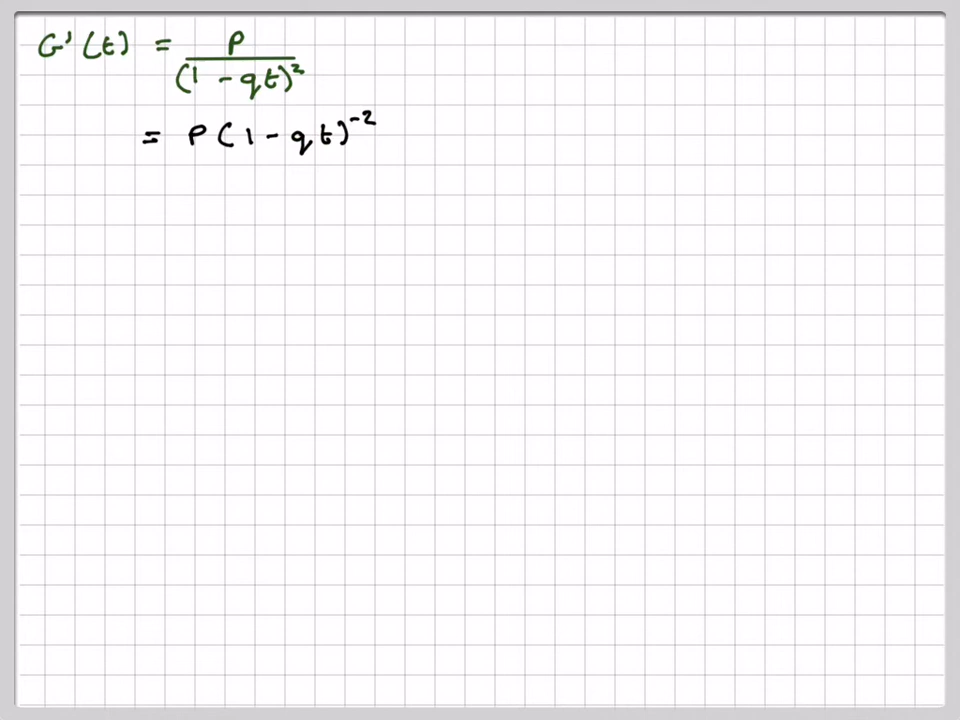 G'(t) = p/(1 - qt)²
= p(1 - qt)⁻²